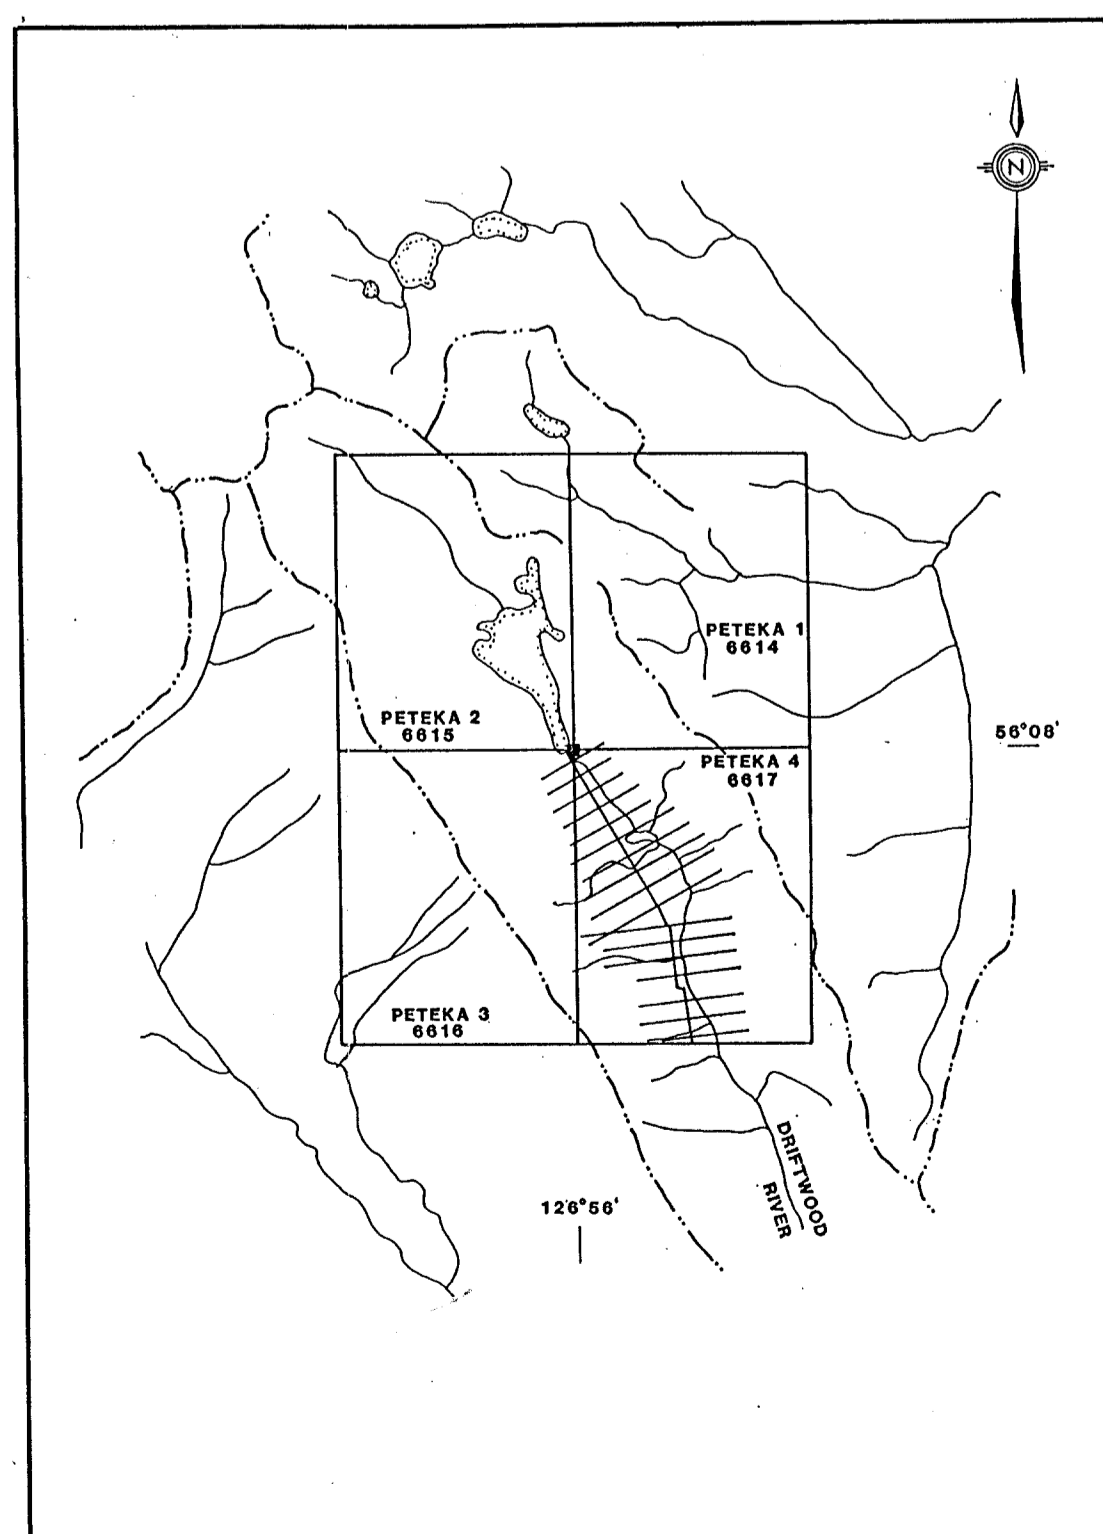 N
PETEKA 1
6614
PETEKA 2
6615
56°08'
PETEKA 4
6617
PETEKA 3
6616
126°56'
DRIFTWOOD
RIVER